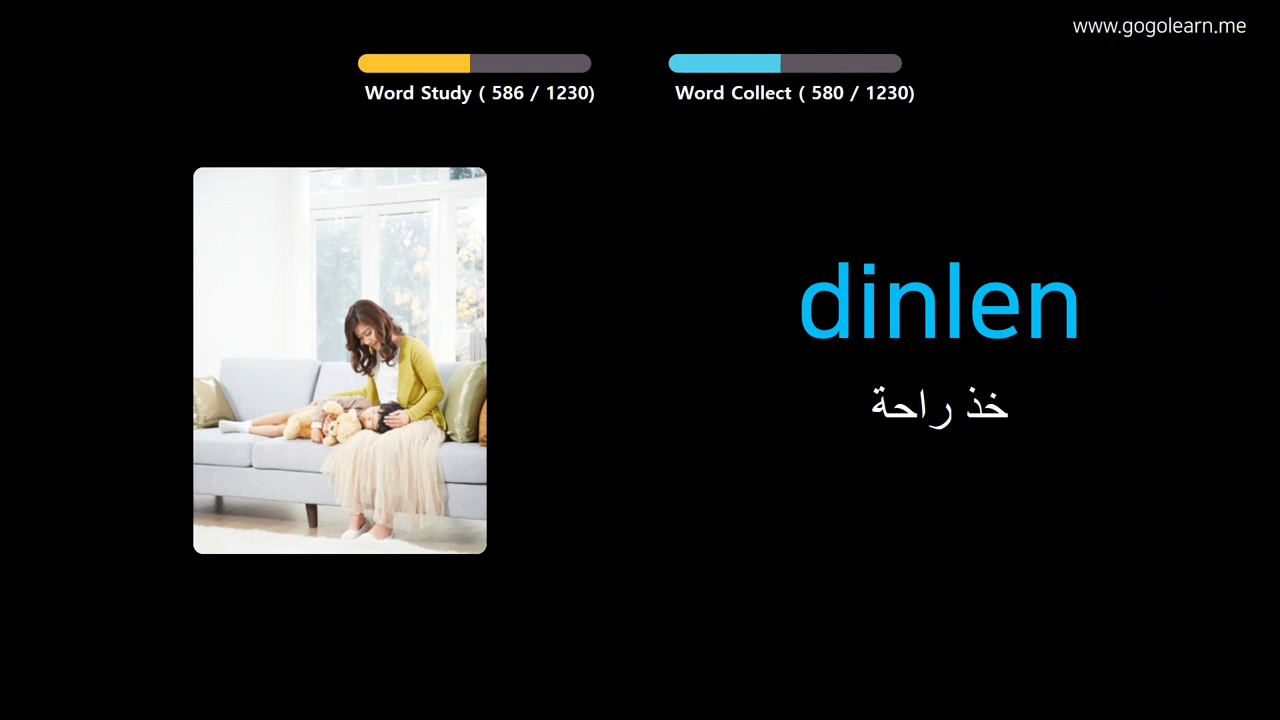 www.gogolearn.me
Word Study ( 586 / 1230)
Word Collect ( 580 / 1230)
dinlen
خذ راحة